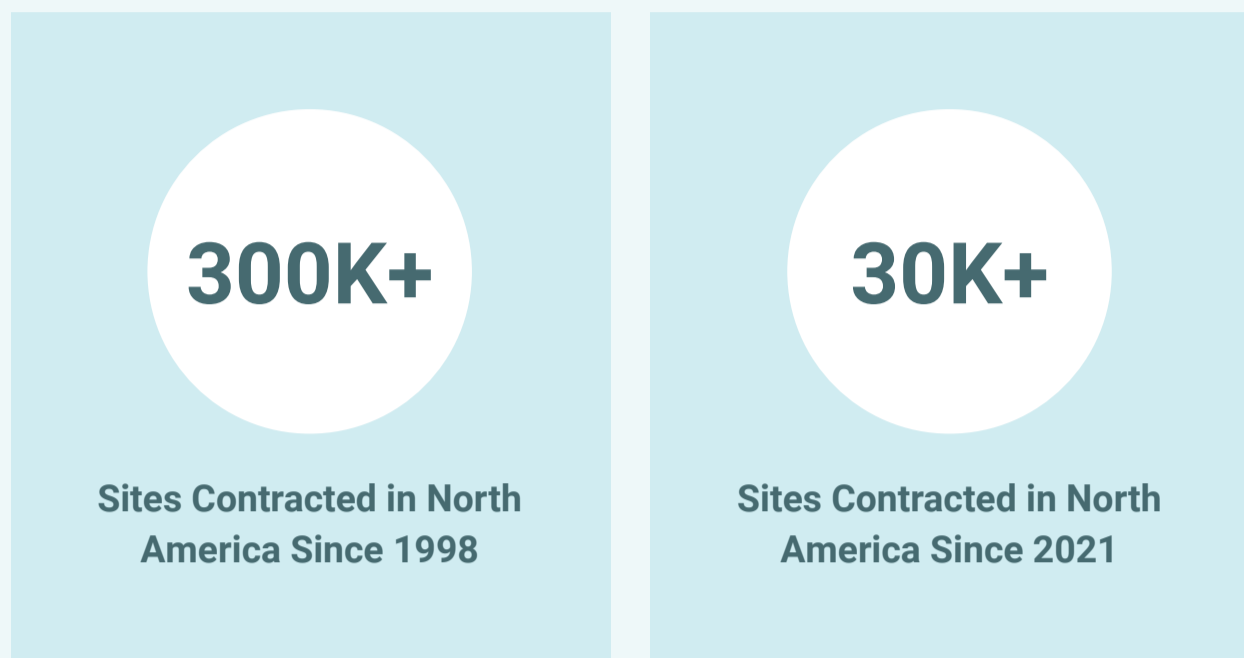 300K+
Sites Contracted in North
America Since 1998
30K+
Sites Contracted in North
America Since 2021